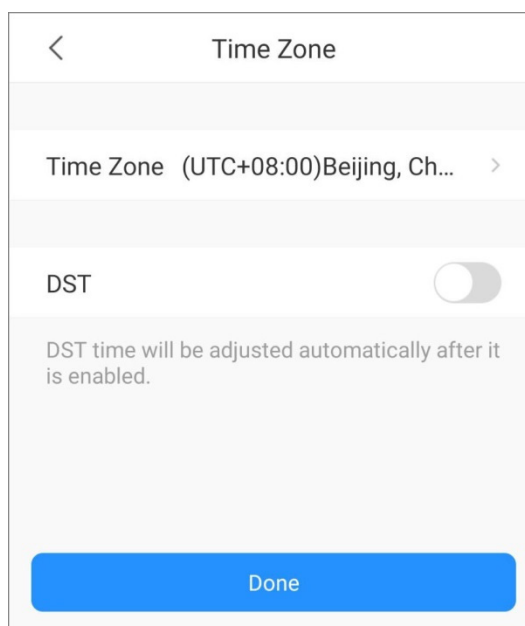 Time Zone
Time Zone (UTC+08:00)Beijing, Ch...
DST
DST time will be adjusted automatically after it
is enabled.
Done